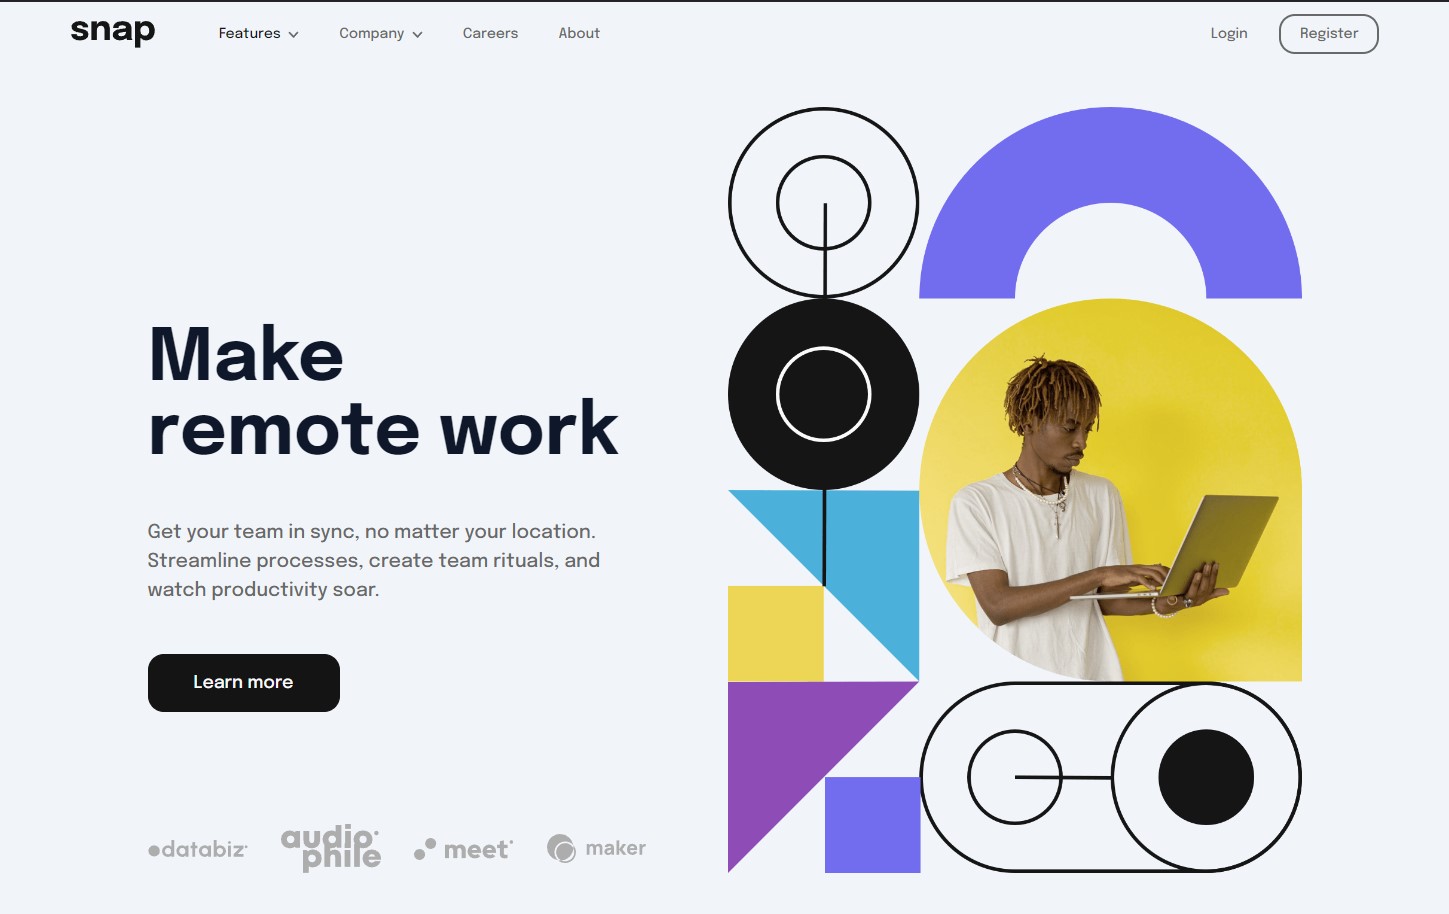 snap
Features
Company
Careers
About
Login
Register
Make
remote work
Get your team in sync, no matter your location.
Streamline processes, create team rituals, and
watch productivity soar.
Learn more
databiz
audio
phile
meet
maker